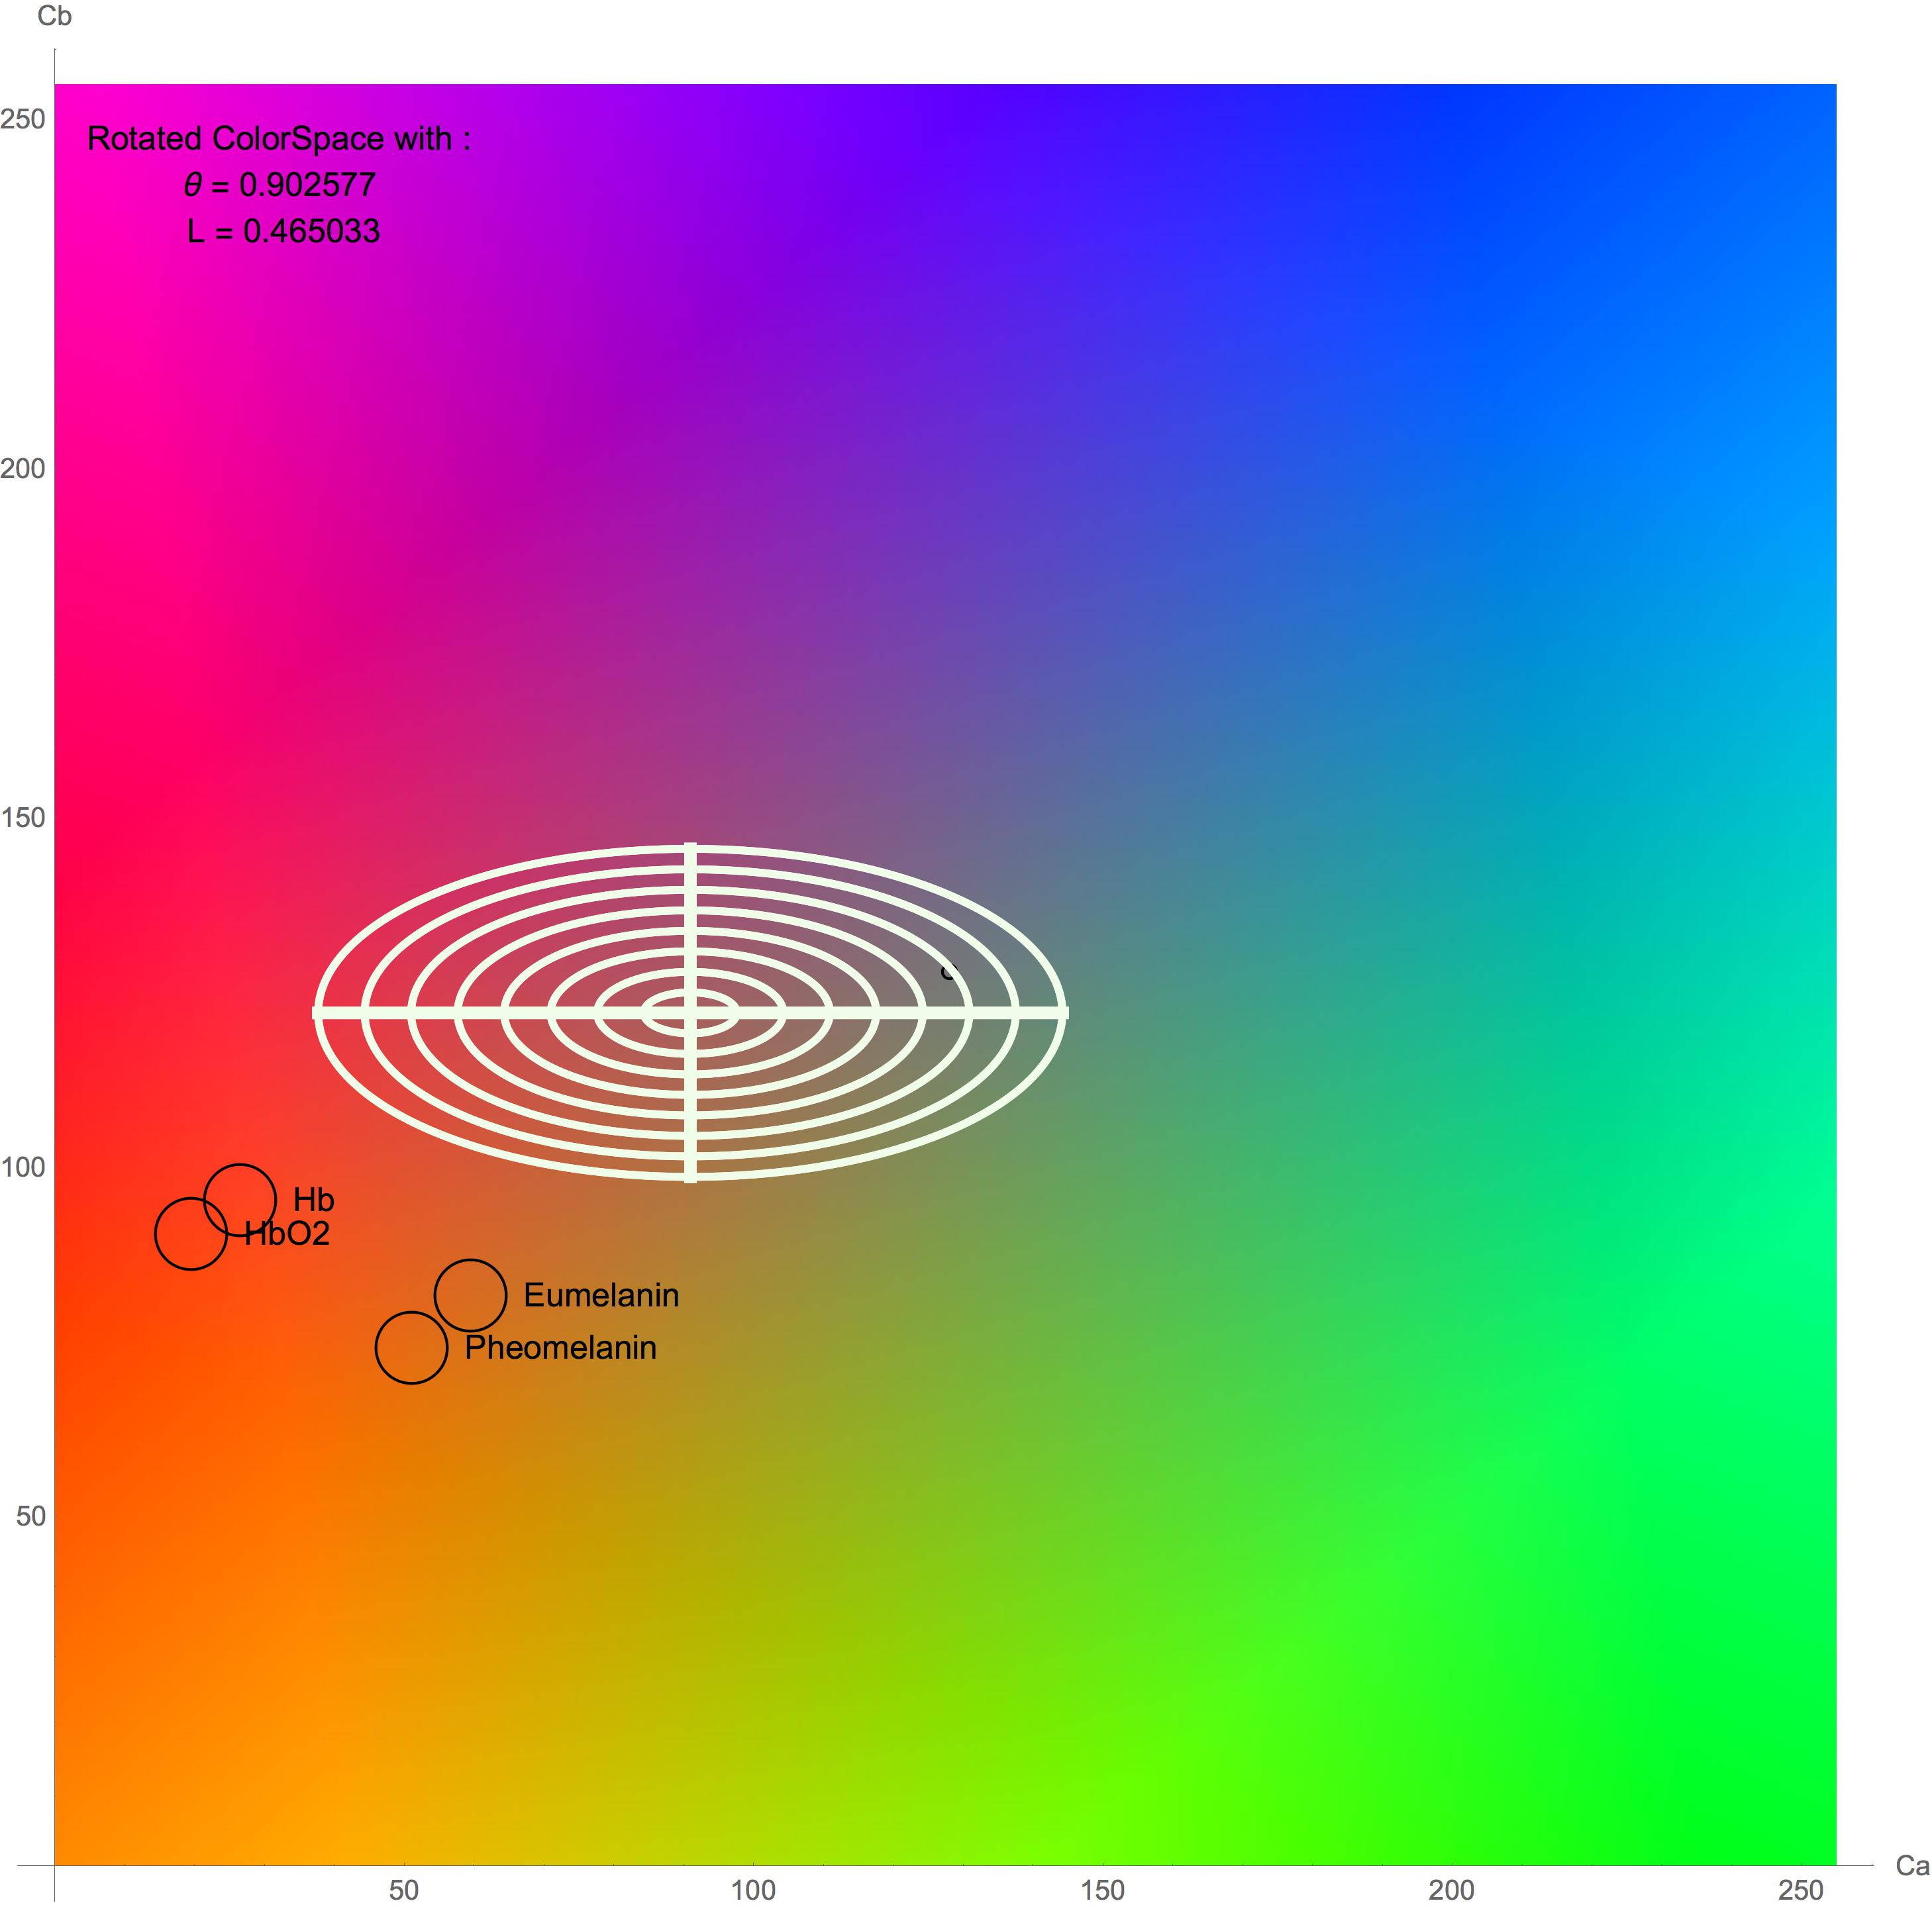 Cb
250
Rotated ColorSpace with :
θ = 0.902577
L = 0.465033
200
150
100
Hb
HbO2
Eumelanin
Pheomelanin
50
Ca
50
100
150
200
250